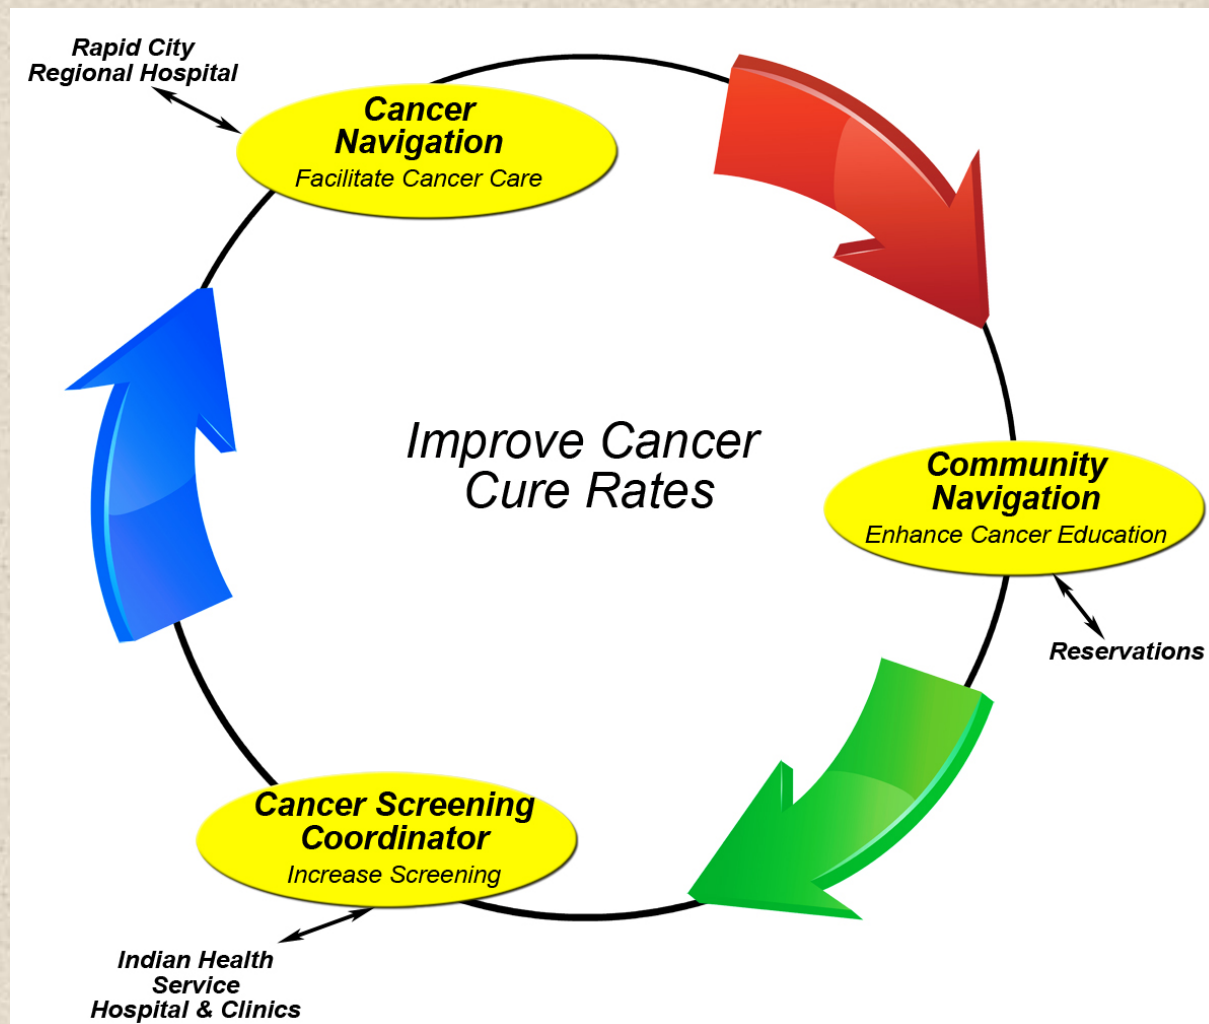 Rapid City
Regional Hospital
Cancer
Navigation
Facilitate Cancer Care
Improve Cancer
Cure Rates
Community
Navigation
Enhance Cancer Education
Reservations
Cancer Screening
Coordinator
Increase Screening
Indian Health
Service
Hospital & Clinics